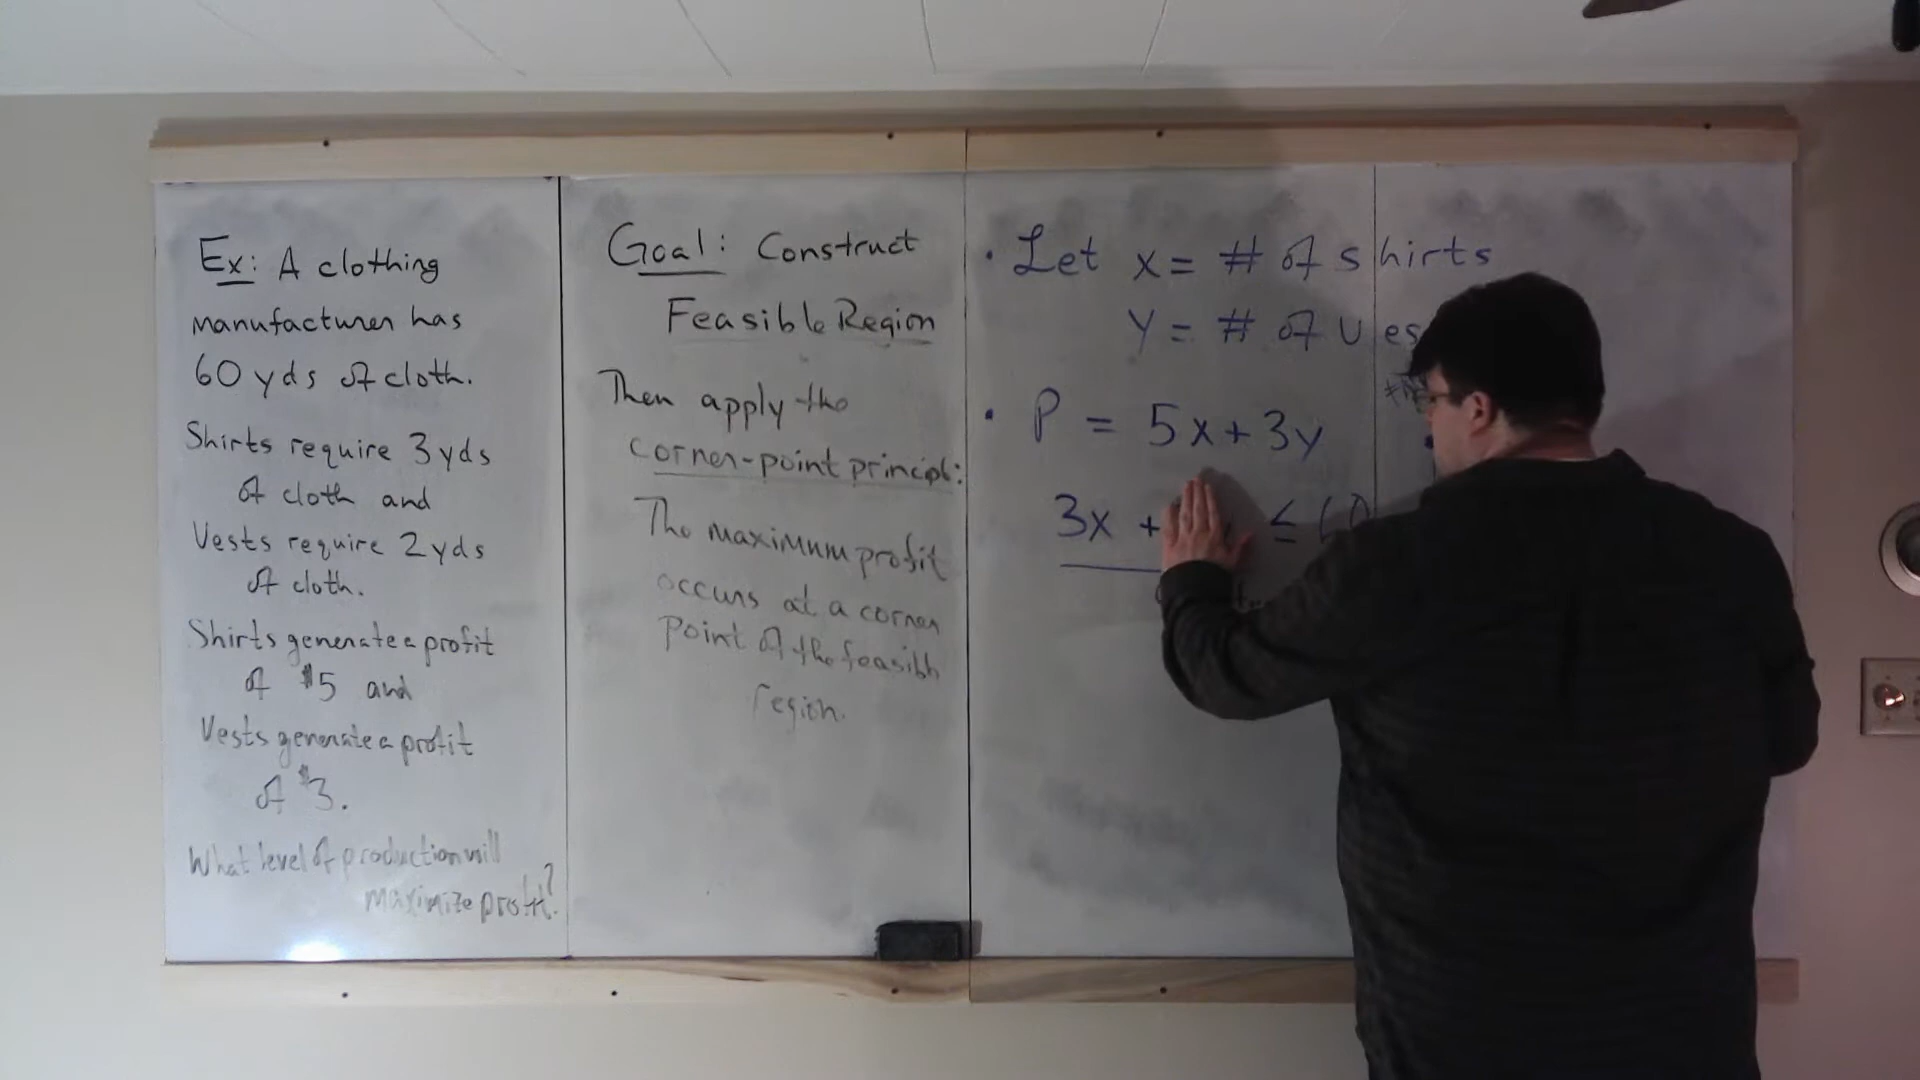 Ex: A clothing
manufacturer has
60 yds of cloth.
Shirts require 3 yds
of cloth and
Vests require 2 yds
of cloth.
Shirts generate a profit
of $5 and
Vests generate a profit
of $3.
What level of production will
maximize profit?
Goal: Construct
Feasible Region
Then apply the
corner-point principle:
The maximum profit
occurs at a corner
point of the feasible
region.
• Let x = # of shirts
y = # of
• P = 5x + 3y
3x + ≤